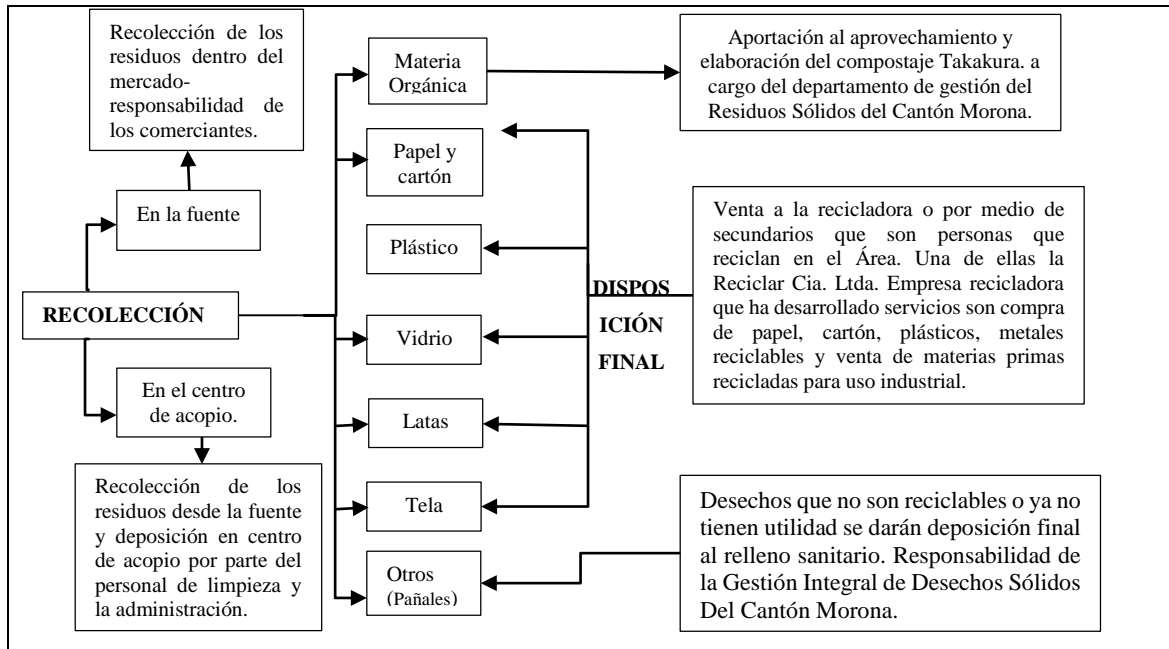 Recolección de los
residuos dentro del
mercado-
responsabilidad de
los comerciantes.
En la fuente
RECOLECCIÓN
En el centro
de acopio.
Recolección de los
residuos desde la fuente
y deposición en centro
de acopio por parte del
personal de limpieza y
la administración.
Materia
Orgánica
Papel y
cartón
Plástico
Vidrio
Latas
Tela
Otros
(Pañales)
DISPOS
ICIÓN
FINAL
Aportación al aprovechamiento y
elaboración del compostaje Takakura. a
cargo del departamento de gestión del
Residuos Sólidos del Cantón Morona.
Venta a la recicladora o por medio de
secundarios que son personas que
reciclan en el Área. Una de ellas la
Reciclar Cia. Ltda. Empresa recicladora
que ha desarrollado servicios son compra
de papel, cartón, plásticos, metales
reciclables y venta de materias primas
recicladas para uso industrial.
Desechos que no son reciclables o ya no
tienen utilidad se darán deposición final
al relleno sanitario. Responsabilidad de
la Gestión Integral de Desechos Sólidos
Del Cantón Morona.